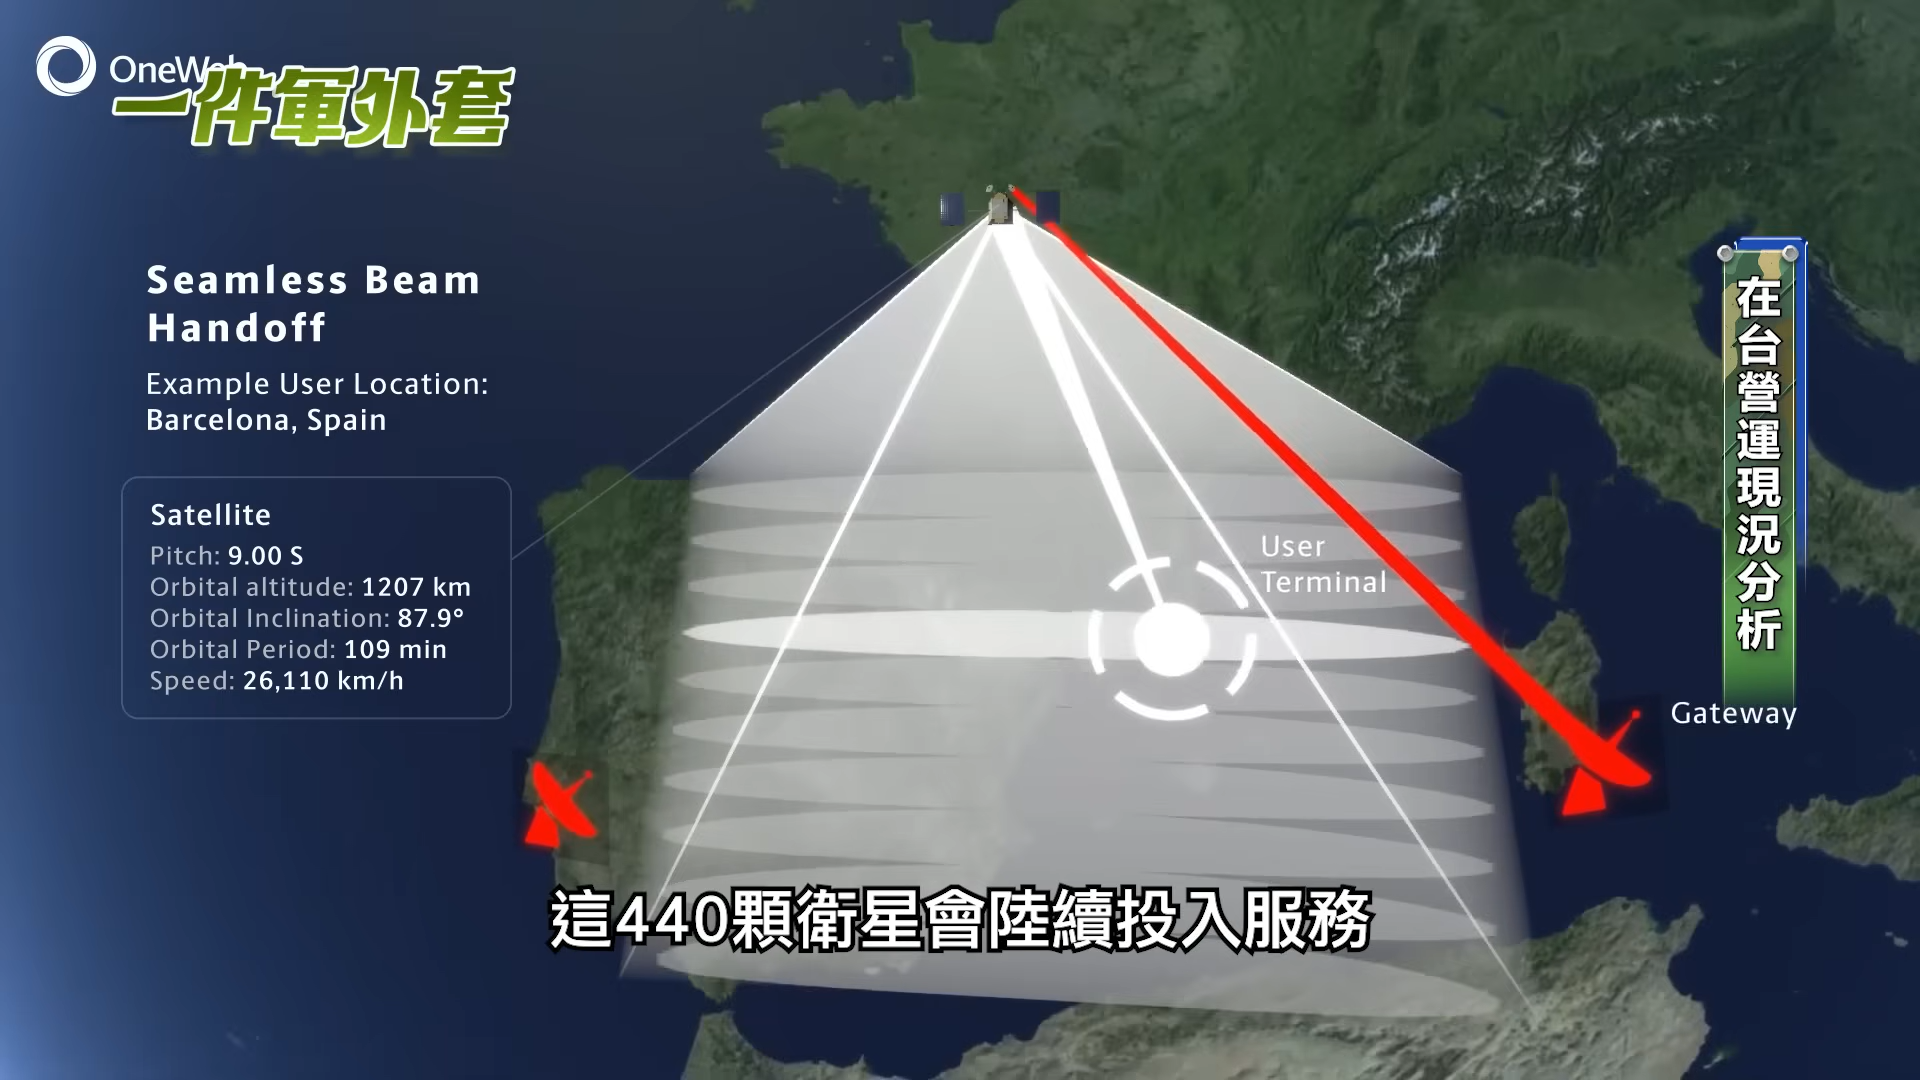 OneWeb
一件軍外套
Seamless Beam
Handoff
Example User Location:
Barcelona, Spain
Satellite
Pitch: 9.00 S
Orbital altitude: 1207 km
Orbital Inclination: 87.9°
Orbital Period: 109 min
Speed: 26,110 km/h
User
Terminal
Gateway
在台營運現況分析
這440顆衛星會陸續投入服務